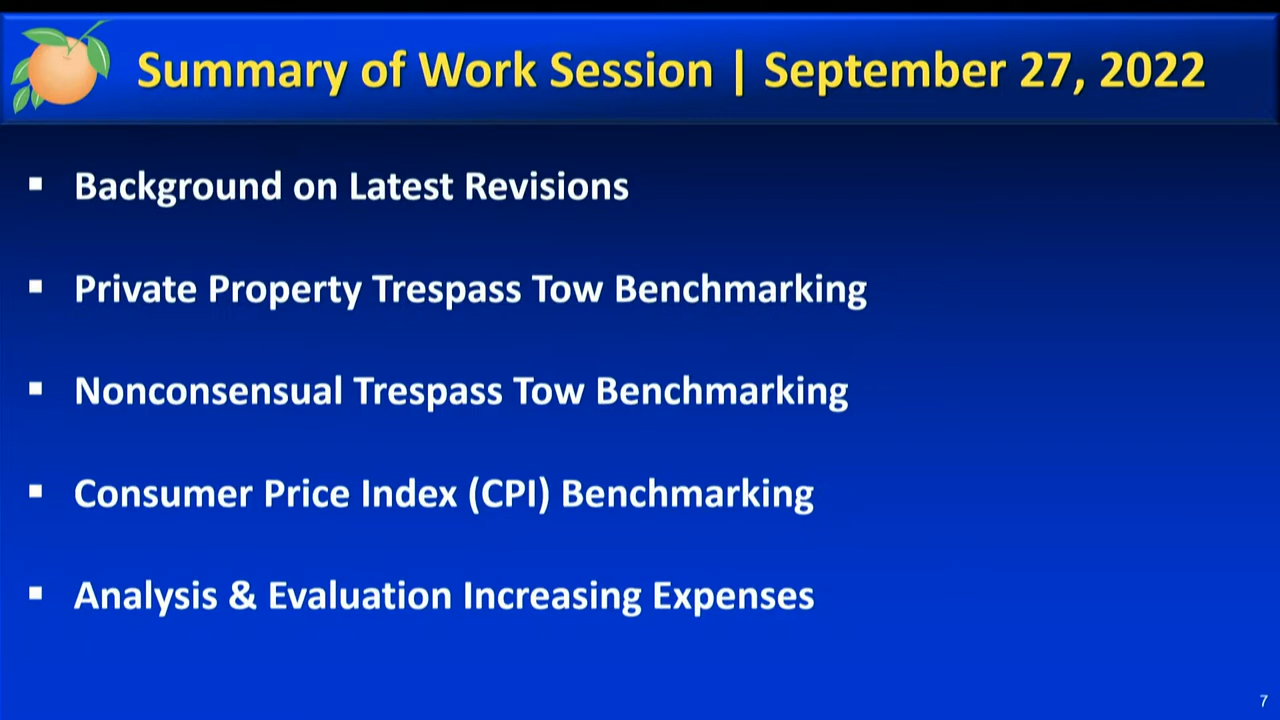 Summary of Work Session | September 27, 2022
▪ Background on Latest Revisions
▪ Private Property Trespass Tow Benchmarking
▪ Nonconsensual Trespass Tow Benchmarking
▪ Consumer Price Index (CPI) Benchmarking
▪ Analysis & Evaluation Increasing Expenses
7